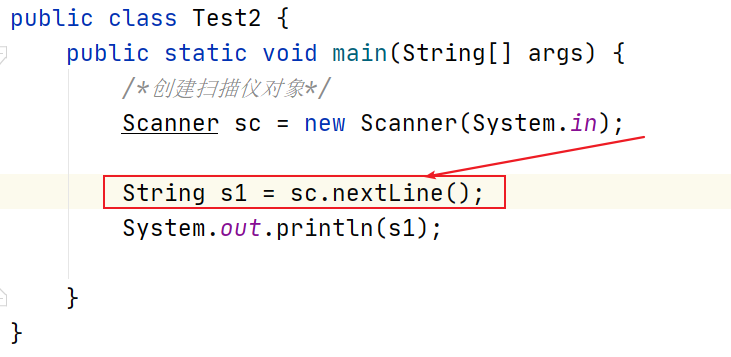 public class Test2 {
public static void main(String[] args) {
/*创建扫描仪对象*/
Scanner sc = new Scanner(System.in);
String s1 = sc.nextLine();
System.out.println(s1);
}
}